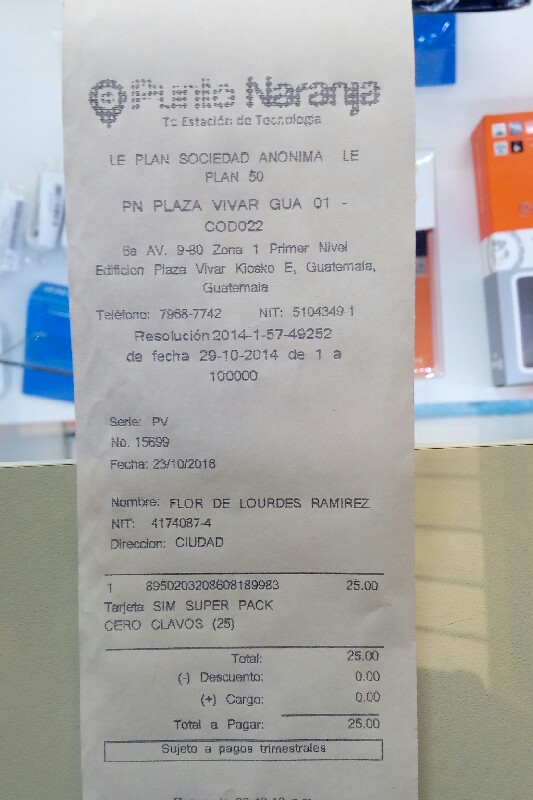 Punto Naranja
Tu Estación de Tecnología
LE PLAN SOCIEDAD ANONIMA LE
PLAN 50
PN PLAZA VIVAR GUA 01 -
COD022
6a AV. 9-80 Zona 1 Primer Nivel
Edificion Plaza Vivar Kiosko E, Guatemala,
Guatemala
Teléfono: 7968-7742 NIT: 5104349-1
Resolución 2014-1-57-49252
de fecha 29-10-2014 de 1 a
100000
Serie: PV
No. 15699
Fecha: 23/10/2016
Nombre: FLOR DE LOURDES RAMIREZ
NIT: 4174087-4
Direccion: CIUDAD
1 8950203208608189983 25.00
Tarjeta SIM SUPER PACK
CERO CLAVOS (25)
Total: 25.00
(-) Descuento: 0.00
(+) Cargo: 0.00
Total a Pagar: 25.00
Sujeto a pagos trimestrales